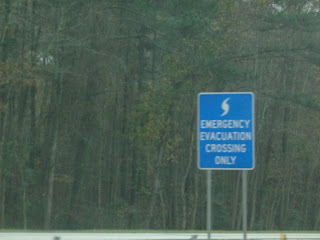 EMERGENCY
EVACUATION
CROSSING
ONLY